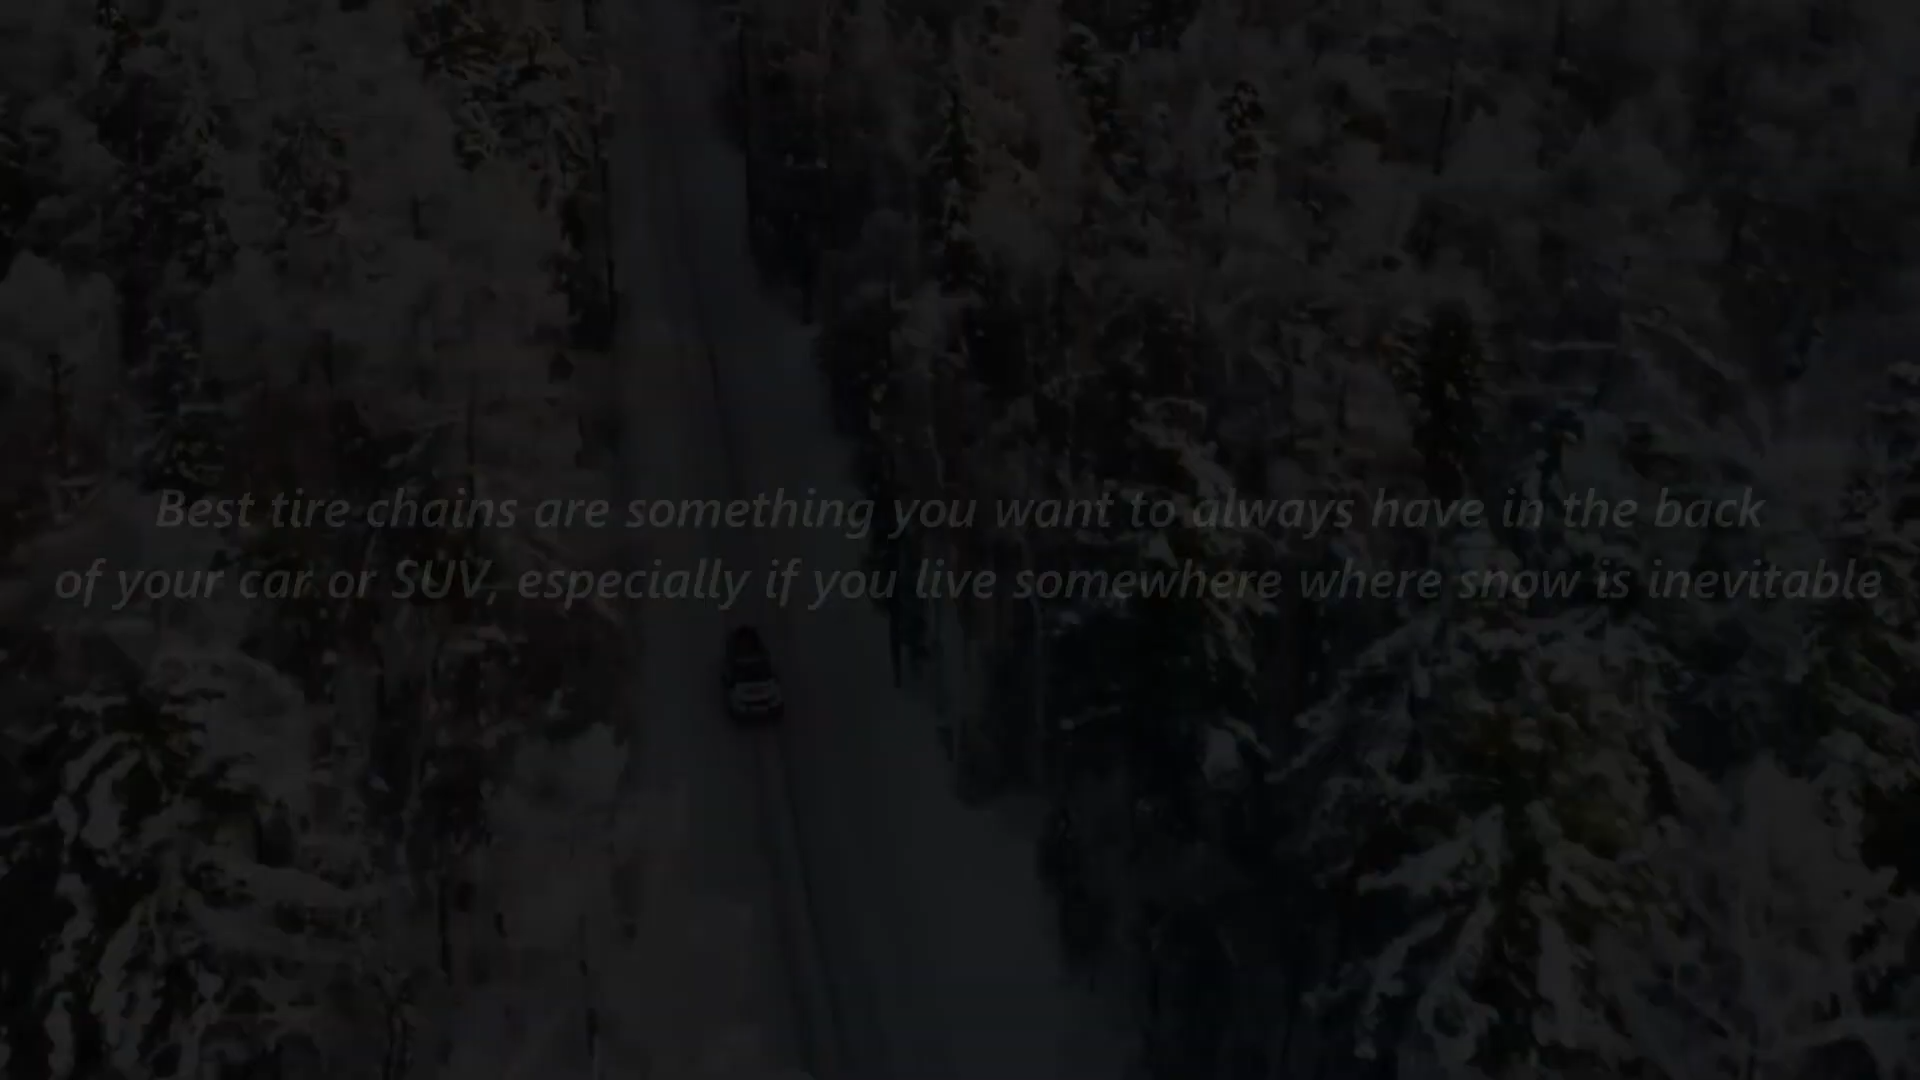 Best tire chains are something you want to always have in the back
of your car or SUV, especially if you live somewhere where snow is inevitable